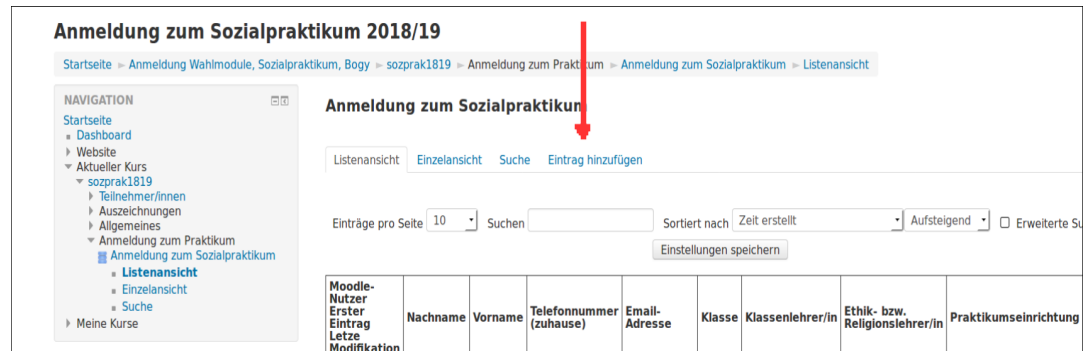 Anmeldung zum Sozialpraktikum 2018/19
Startseite ► Anmeldung Wahlmodule, Sozialpraktikum, Bogy ► sozprak1819 ► Anmeldung zum Praktikum ► Anmeldung zum Sozialpraktikum ► Listenansicht
NAVIGATION
Startseite
Dashboard
Website
Aktueller Kurs
sozprak1819
Teilnehmer/innen
Auszeichnungen
Allgemeines
Anmeldung zum Praktikum
Anmeldung zum Sozialpraktikum
Listenansicht
Einzelansicht
Suche
Meine Kurse
Anmeldung zum Sozialpraktikum
Listenansicht Einzelansicht Suche Eintrag hinzufügen
Einträge pro Seite 10 Suchen Sortiert nach Zeit erstellt Aufsteigend Erweiterte Su
Einstellungen speichern
Moodle-
Nutzer
Erster
Eintrag
Letze
Modifikation
Nachname
Vorname
Telefonnummer
(zuhause)
Email-
Adresse
Klasse
Klassenlehrer/in
Ethik- bzw.
Religionslehrer/in
Praktikumseinrichtung